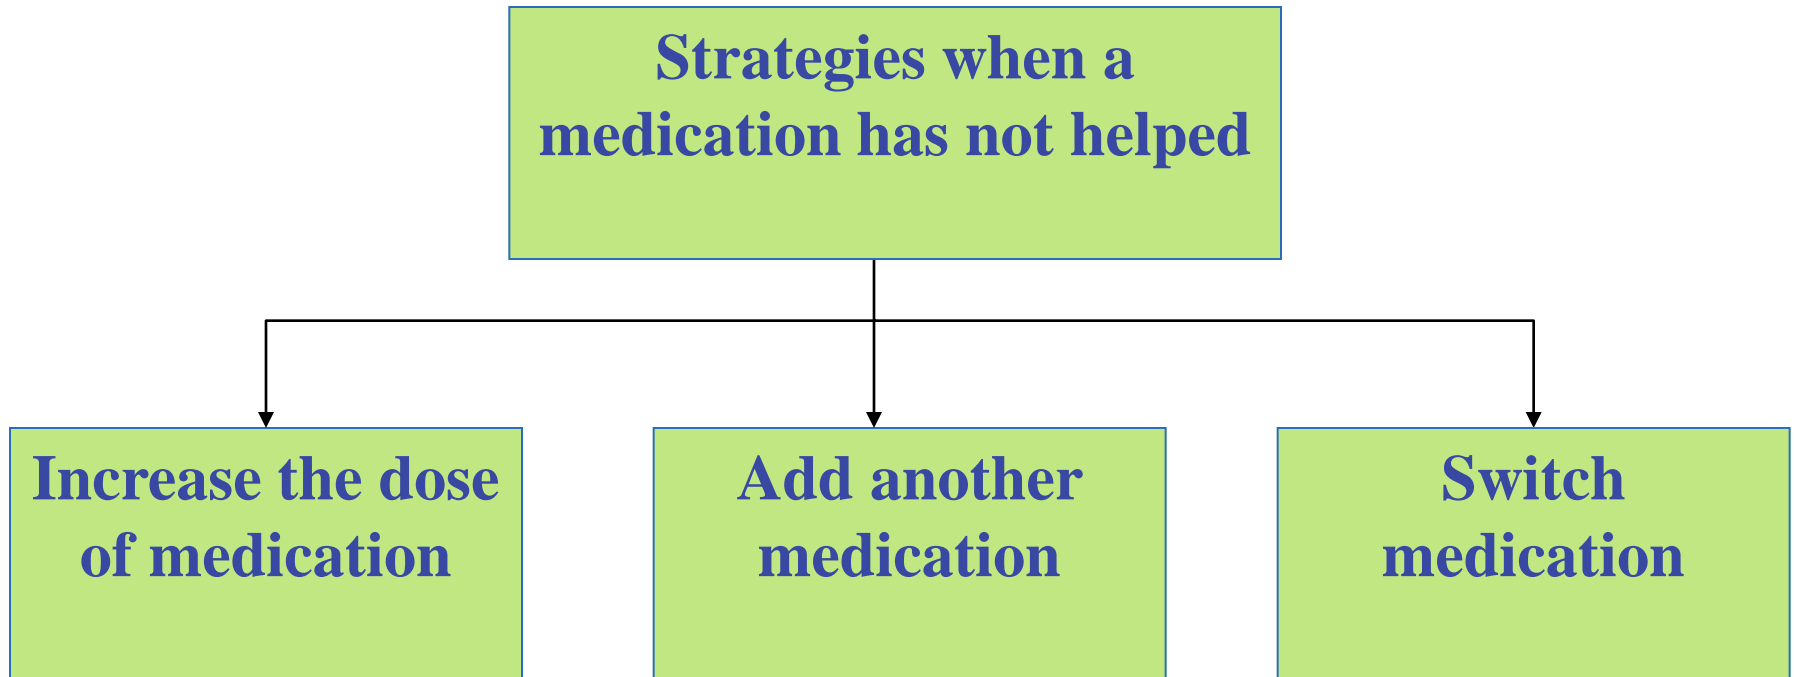 Strategies when a
medication has not helped
Increase the dose
of medication
Add another
medication
Switch
medication